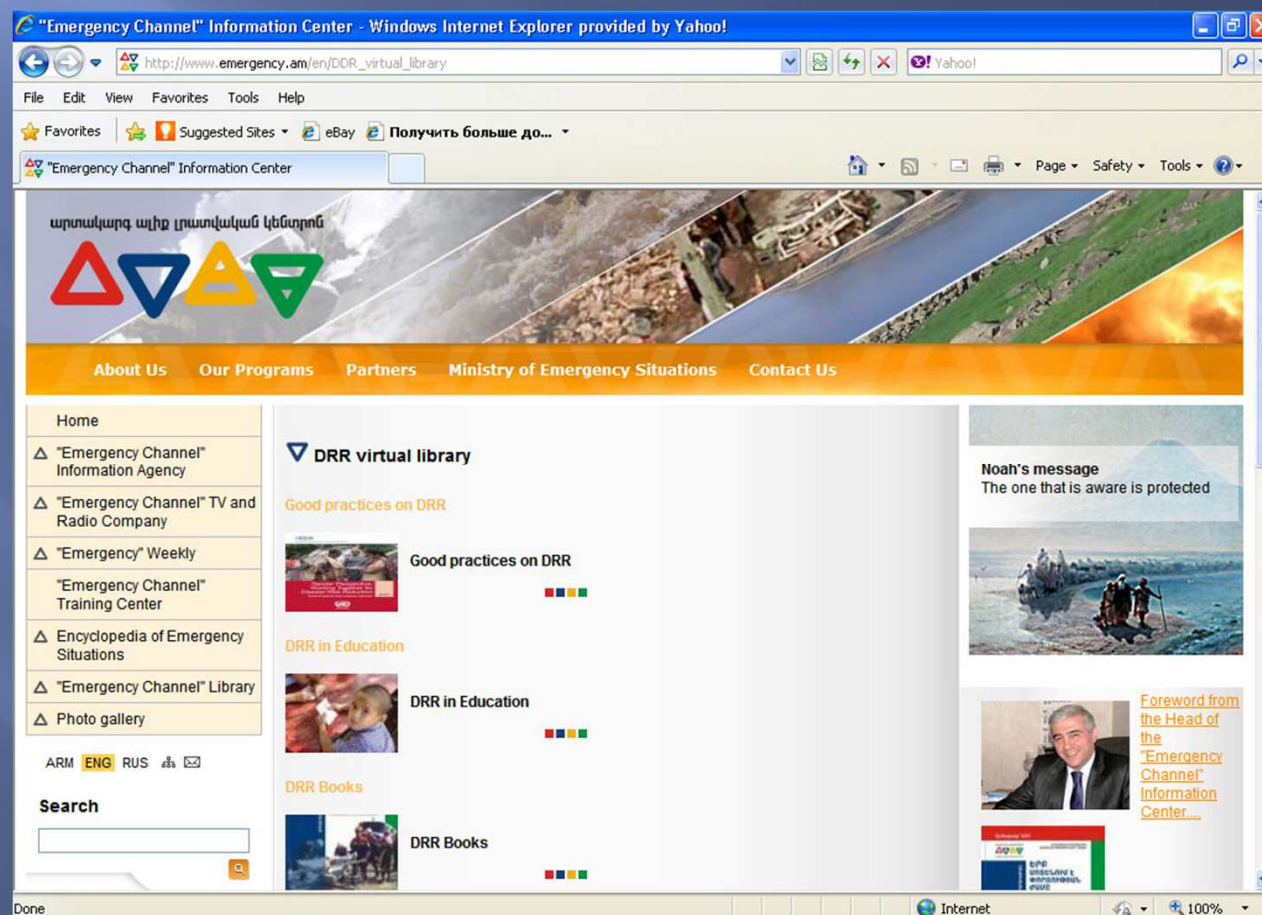 "Emergency Channel" Information Center - Windows Internet Explorer provided by Yahoo!
http://www.emergency.am/en/DDR_virtual_library
Yahoo!
File Edit View Favorites Tools Help
Favorites Suggested Sites eBay Получить больше до...
"Emergency Channel" Information Center
Page Safety Tools
արտակարգ ալիք լրատվական կենտրոն
About Us Our Programs Partners Ministry of Emergency Situations Contact Us
Home
"Emergency Channel"
Information Agency
"Emergency Channel" TV and
Radio Company
"Emergency" Weekly
"Emergency Channel"
Training Center
Encyclopedia of Emergency
Situations
"Emergency Channel" Library
Photo gallery
ARM ENG RUS
Search
DRR virtual library
Good practices on DRR
Good practices on DRR
DRR in Education
DRR in Education
DRR Books
DRR Books
Noah's message
The one that is aware is protected
Foreword from
the Head of
the
"Emergency
Channel"
Information
Center....
ԵՐԲ
Done
Internet
100%